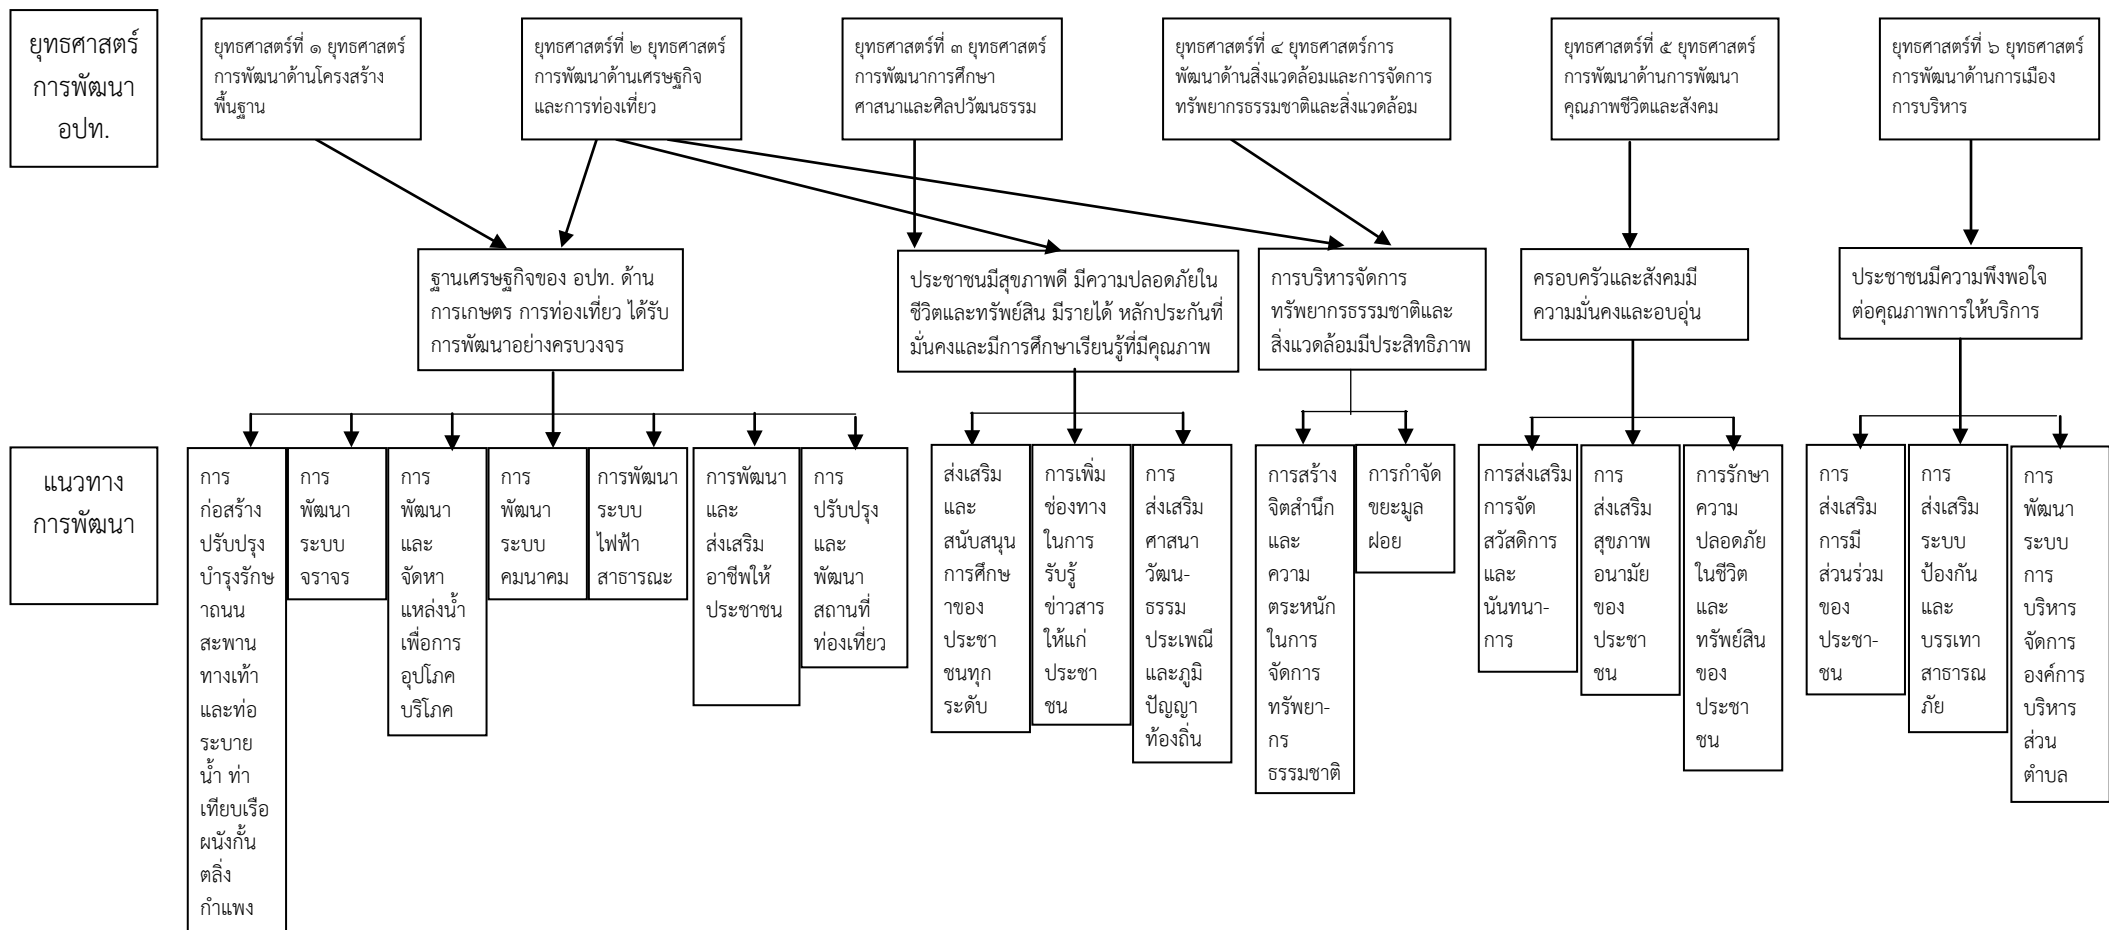 ยุทธศาสตร์
การพัฒนา
อปท.
ยุทธศาสตร์ที่ ๑ ยุทธศาสตร์
การพัฒนาด้านโครงสร้าง
พื้นฐาน
ยุทธศาสตร์ที่ ๒ ยุทธศาสตร์
การพัฒนาด้านเศรษฐกิจ
และการท่องเที่ยว
ยุทธศาสตร์ที่ ๓ ยุทธศาสตร์
การพัฒนาการศึกษา
ศาสนาและศิลปวัฒนธรรม
ยุทธศาสตร์ที่ ๔ ยุทธศาสตร์การ
พัฒนาด้านสิ่งแวดล้อมและการจัดการ
ทรัพยากรธรรมชาติและสิ่งแวดล้อม
ยุทธศาสตร์ที่ ๕ ยุทธศาสตร์
การพัฒนาด้านการพัฒนา
คุณภาพชีวิตและสังคม
ยุทธศาสตร์ที่ ๖ ยุทธศาสตร์
การพัฒนาด้านการเมือง
การบริหาร
ฐานเศรษฐกิจของ อปท. ด้าน
การเกษตร การท่องเที่ยว ได้รับ
การพัฒนาอย่างครบวงจร
ประชาชนมีสุขภาพดี มีความปลอดภัยใน
ชีวิตและทรัพย์สิน มีรายได้ หลักประกันที่
มั่นคงและมีการศึกษาเรียนรู้ที่มีคุณภาพ
การบริหารจัดการ
ทรัพยากรธรรมชาติและ
สิ่งแวดล้อมมีประสิทธิภาพ
ครอบครัวและสังคมมี
ความมั่นคงและอบอุ่น
ประชาชนมีความพึงพอใจ
ต่อคุณภาพการให้บริการ
แนวทาง
การพัฒนา
การ
ก่อสร้าง
ปรับปรุง
บำรุงรักษ
าถนน
สะพาน
ทางเท้า
และท่อ
ระบาย
น้ำ ท่า
เทียบเรือ
ผนังกั้น
ตลิ่ง
กำแพง
การ
พัฒนา
ระบบ
จราจร
การ
พัฒนา
และ
จัดหา
แหล่งน้ำ
เพื่อการ
อุปโภค
บริโภค
การ
พัฒนา
ระบบ
คมนาคม
การพัฒนา
ระบบ
ไฟฟ้า
สาธารณะ
การพัฒนา
และ
ส่งเสริม
อาชีพให้
ประชาชน
การ
ปรับปรุง
และ
พัฒนา
สถานที่
ท่องเที่ยว
ส่งเสริม
และ
สนับสนุน
การศึกษ
าของ
ประชา
ชนทุก
ระดับ
การเพิ่ม
ช่องทาง
ในการ
รับรู้
ข่าวสาร
ให้แก่
ประชา
ชน
การ
ส่งเสริม
ศาสนา
วัฒน-
ธรรม
ประเพณี
และภูมิ
ปัญญา
ท้องถิ่น
การสร้าง
จิตสำนึก
และ
ความ
ตระหนัก
ในการ
จัดการ
ทรัพยา-
กร
ธรรมชาติ
การกำจัด
ขยะมูล
ฝอย
การส่งเสริม
การจัด
สวัสดิการ
และ
นันทนา-
การ
การ
ส่งเสริม
สุขภาพ
อนามัย
ของ
ประชา
ชน
การรักษา
ความ
ปลอดภัย
ในชีวิต
และ
ทรัพย์สิน
ของ
ประชา
ชน
การ
ส่งเสริม
การมี
ส่วนร่วม
ของ
ประชา-
ชน
การ
ส่งเสริม
ระบบ
ป้องกัน
และ
บรรเทา
สาธารณ
ภัย
การ
พัฒนา
ระบบ
การ
บริหาร
จัดการ
องค์การ
บริหาร
ส่วน
ตำบล